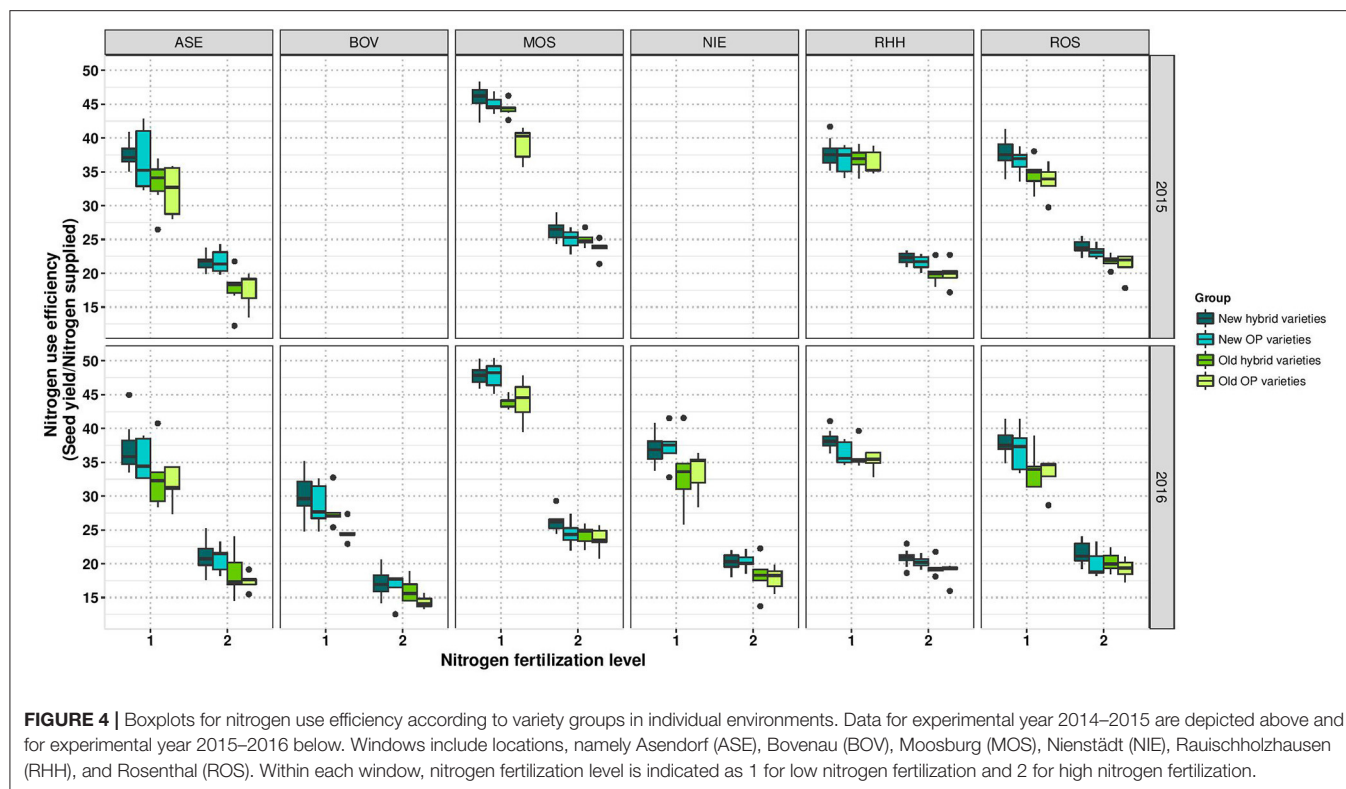 ASE
BOV
MOS
NIE
RHH
ROS
50
45
40
35
30
25
20
15
2015
50
45
40
35
30
25
20
15
2016
Nitrogen use efficiency
(Seed yield/Nitrogen supplied)
1 2
1 2
1 2
1 2
1 2
1 2
Nitrogen fertilization level
Group
New hybrid varieties
New OP varieties
Old hybrid varieties
Old OP varieties
FIGURE 4 | Boxplots for nitrogen use efficiency according to variety groups in individual environments. Data for experimental year 2014–2015 are depicted above and
for experimental year 2015–2016 below. Windows include locations, namely Asendorf (ASE), Bovenau (BOV), Moosburg (MOS), Nienstädt (NIE), Rauischholzhausen
(RHH), and Rosenthal (ROS). Within each window, nitrogen fertilization level is indicated as 1 for low nitrogen fertilization and 2 for high nitrogen fertilization.